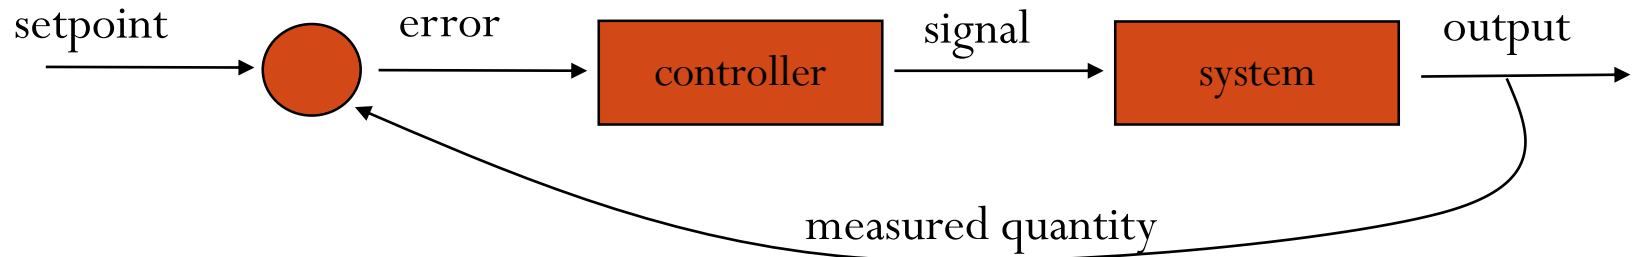 setpoint
error
controller
signal
system
output
measured quantity